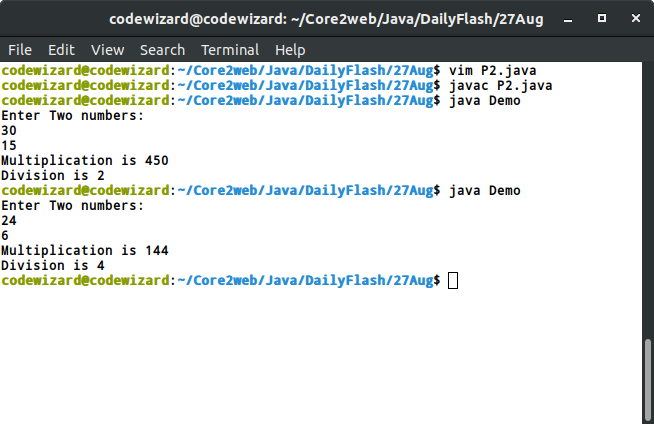 codewizard@codewizard: ~/Core2web/Java/DailyFlash/27Aug
File Edit View Search Terminal Help
codewizard@codewizard:~/Core2web/Java/DailyFlash/27Aug$ vim P2.java
codewizard@codewizard:~/Core2web/Java/DailyFlash/27Aug$ javac P2.java
codewizard@codewizard:~/Core2web/Java/DailyFlash/27Aug$ java Demo
Enter Two numbers:
30
15
Multiplication is 450
Division is 2
codewizard@codewizard:~/Core2web/Java/DailyFlash/27Aug$ java Demo
Enter Two numbers:
24
6
Multiplication is 144
Division is 4
codewizard@codewizard:~/Core2web/Java/DailyFlash/27Aug$